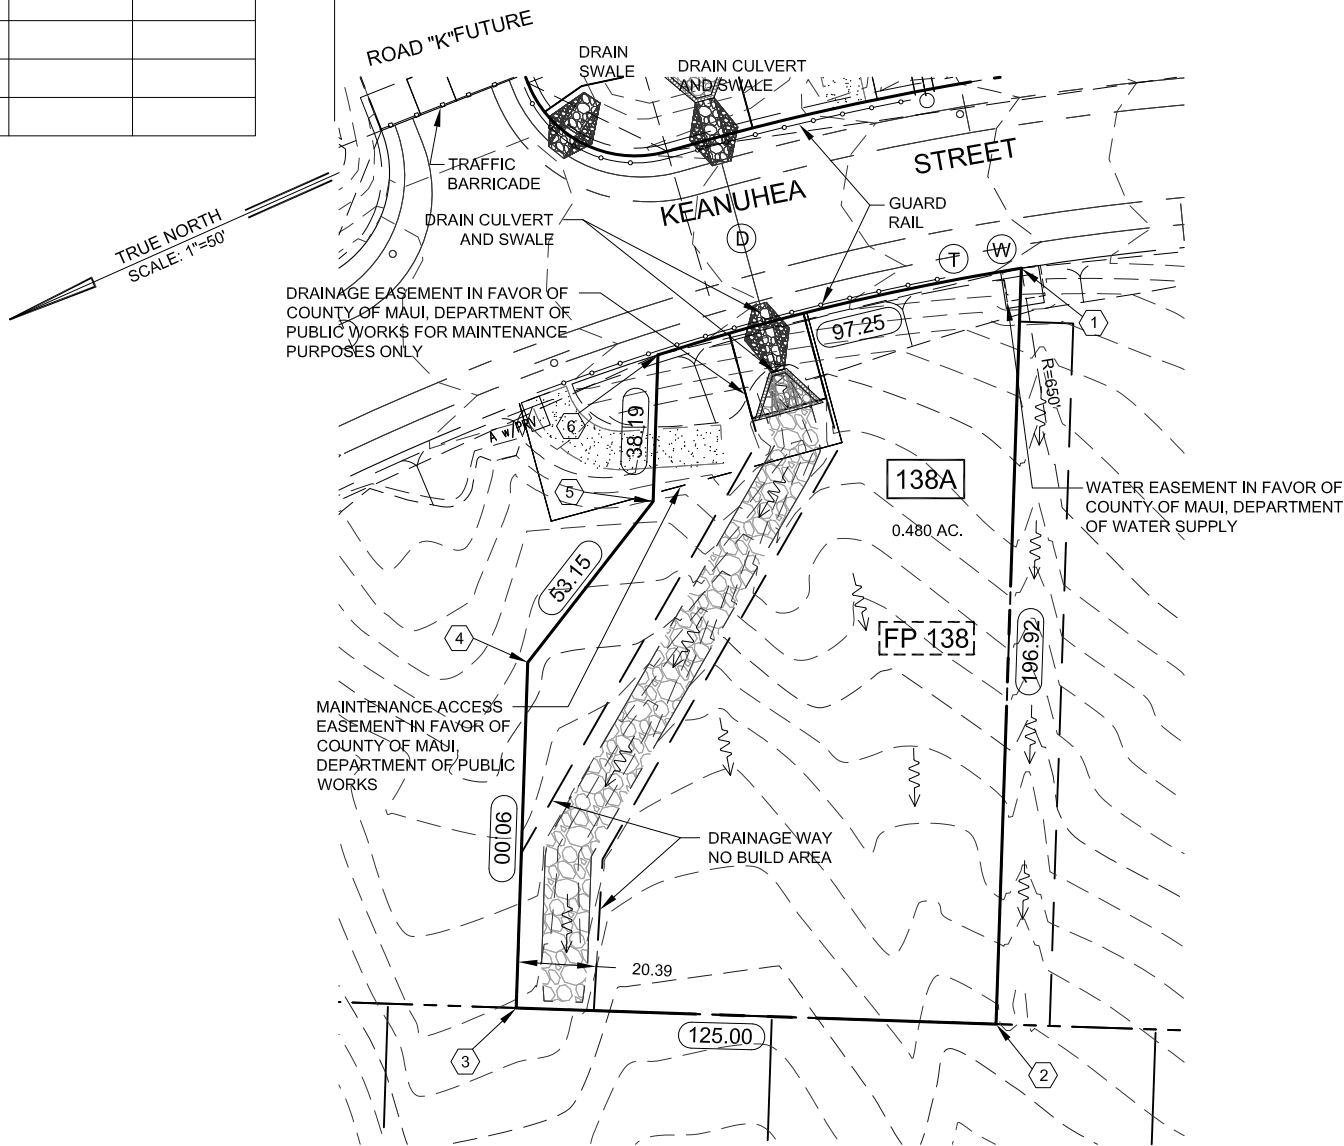 ROAD "K" FUTURE
DRAIN
SWALE
DRAIN CULVERT
AND SWALE
TRAFFIC
BARRICADE
KEANUHEA STREET
TRUE NORTH
SCALE: 1"=50'
DRAIN CULVERT
AND SWALE
GUARD
RAIL
D
T
W
DRAINAGE EASEMENT IN FAVOR OF
COUNTY OF MAUI, DEPARTMENT OF
PUBLIC WORKS FOR MAINTENANCE
PURPOSES ONLY
97.25
1
R=650'
A w/PRV
6
38.19
5
138A
0.480 AC.
WATER EASEMENT IN FAVOR OF
COUNTY OF MAUI, DEPARTMENT
OF WATER SUPPLY
53.15
4
FP 138
196.92
MAINTENANCE ACCESS
EASEMENT IN FAVOR OF
COUNTY OF MAUI,
DEPARTMENT OF PUBLIC
WORKS
90.00
DRAINAGE WAY
NO BUILD AREA
20.39
125.00
3
2